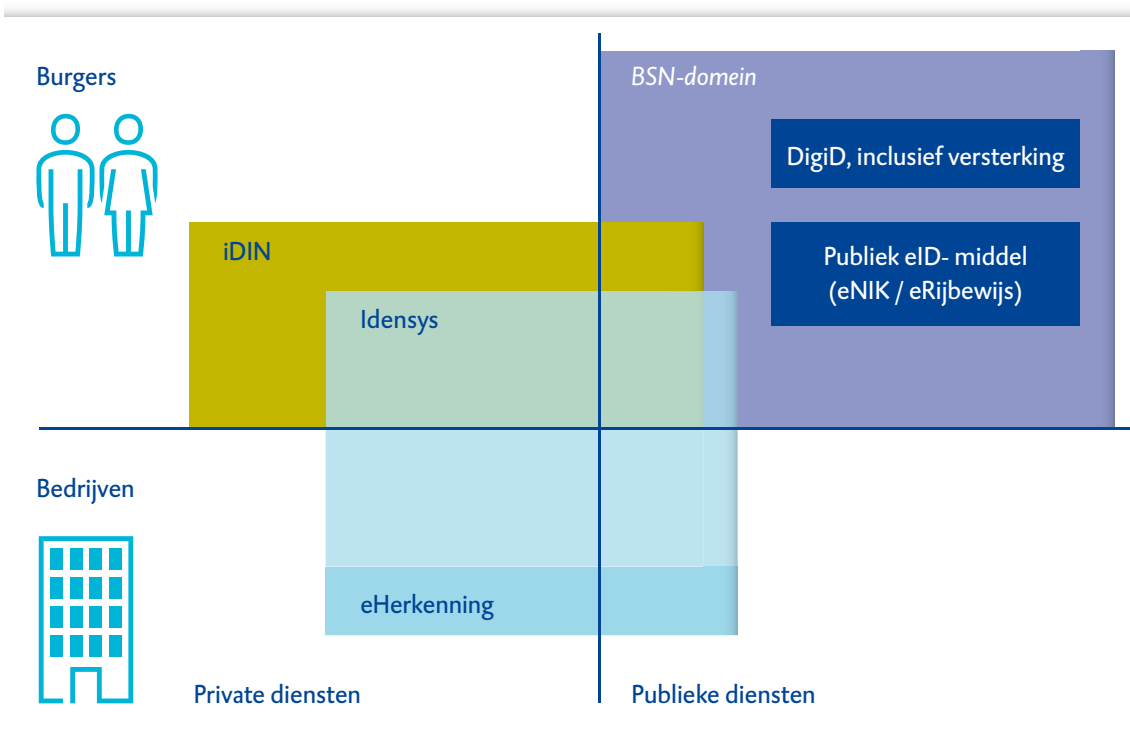 Burgers
BSN-domein
DigiD, inclusief versterking
iDIN
Publiek eID- middel
(eNIK / eRijbewijs)
Idensys
Bedrijven
eHerkenning
Private diensten
Publieke diensten